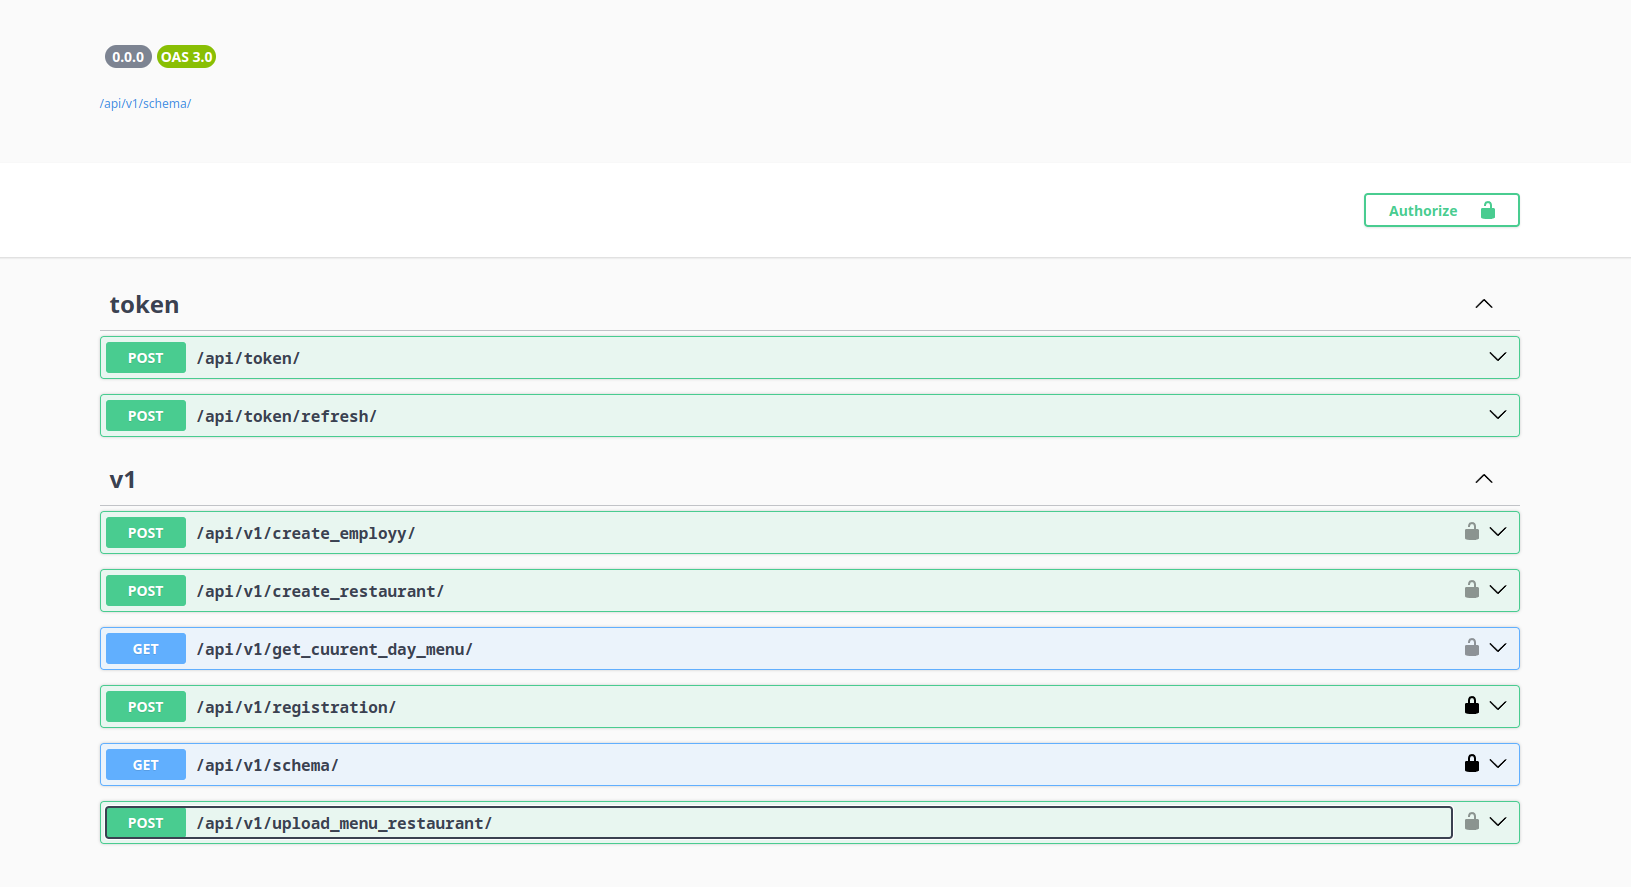 0.0.0 OAS 3.0
/api/v1/schema/
Authorize
token
POST /api/token/
POST /api/token/refresh/
v1
POST /api/v1/create_employy/
POST /api/v1/create_restaurant/
GET /api/v1/get_cuurent_day_menu/
POST /api/v1/registration/
GET /api/v1/schema/
POST /api/v1/upload_menu_restaurant/